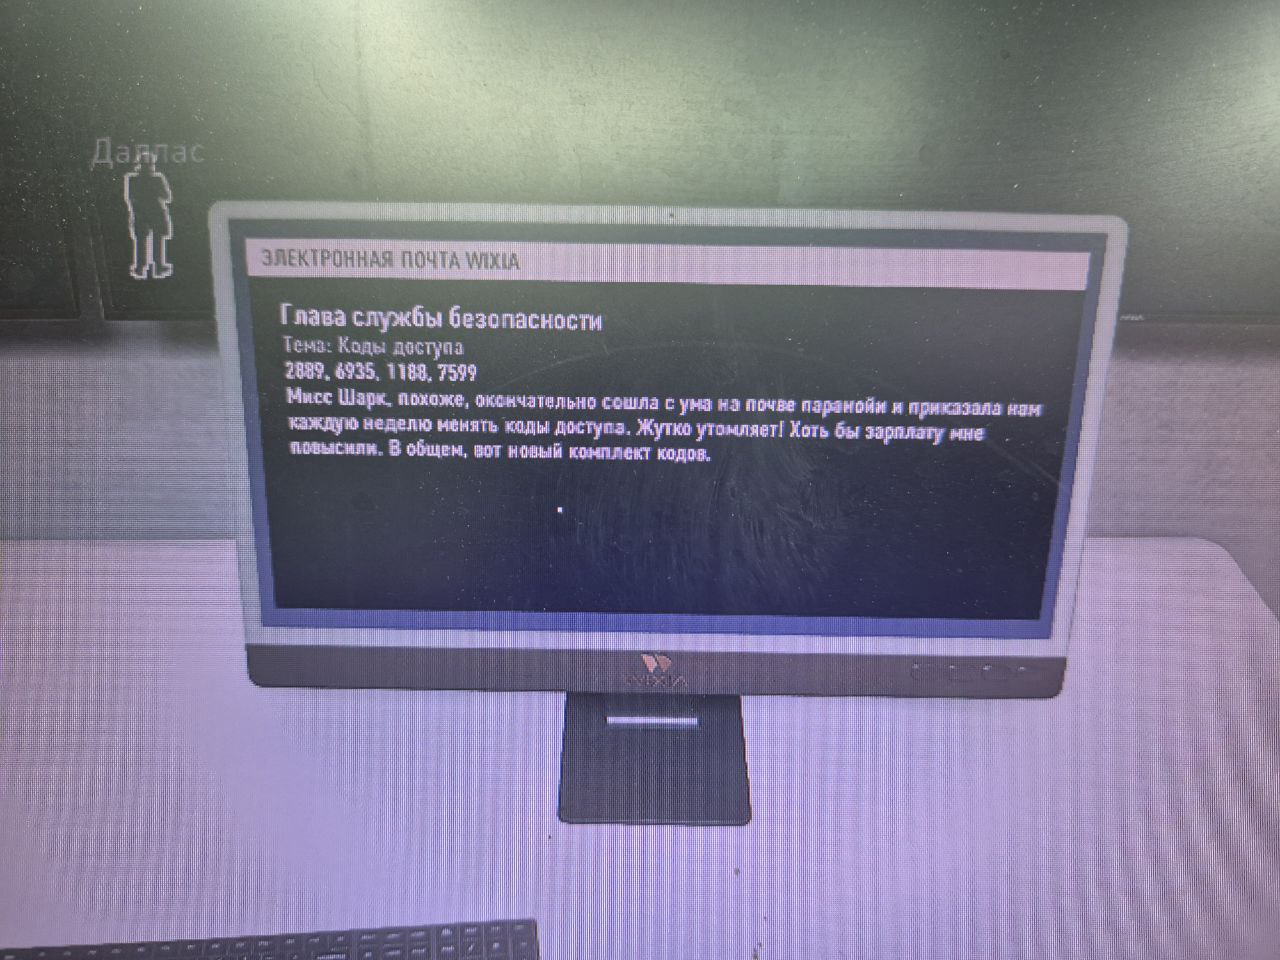 Даллас
ЭЛЕКТРОННАЯ ПОЧТА WIXIA
Глава службы безопасности
Тема: Коды доступа
2889, 6935, 1188, 7599
Мисс Шарк, похоже, окончательно сошла с ума на почве паранойи и приказала нам
каждую неделю менять коды доступа. Жутко утомляет! Хоть бы зарплату мне
повысили. В общем, вот новый комплект кодов.
WIXIA